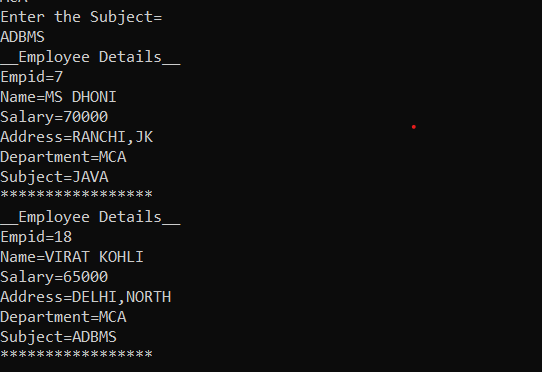 Enter the Subject=
ADBMS
__Employee Details__
Empid=7
Name=MS DHONI
Salary=70000
Address=RANCHI,JK
Department=MCA
Subject=JAVA
*****************
__Employee Details__
Empid=18
Name=VIRAT KOHLI
Salary=65000
Address=DELHI,NORTH
Department=MCA
Subject=ADBMS
*****************